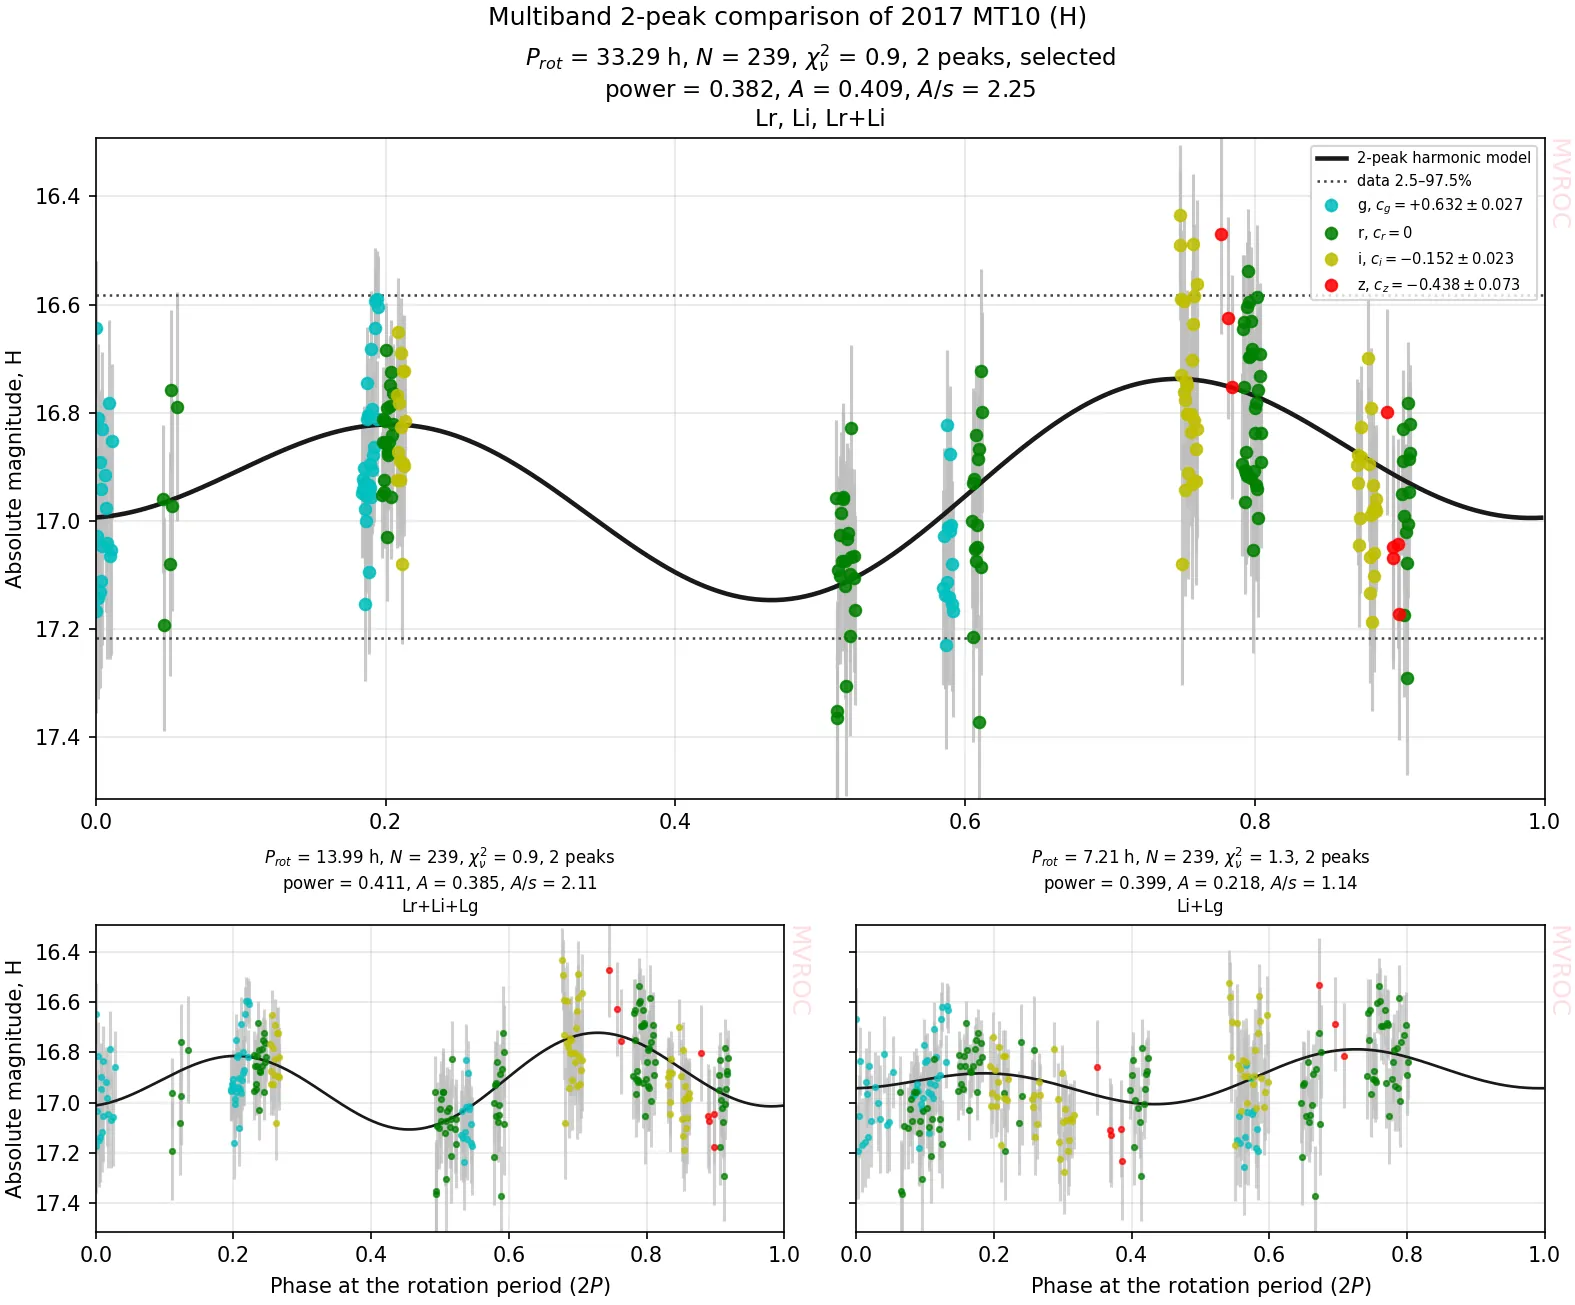 Multiband 2-peak comparison of 2017 MT10 (H)
P_rot = 33.29 h, N = 239, χ²_ν = 0.9, 2 peaks, selected
power = 0.382, A = 0.409, A/s = 2.25
Lr, Li, Lr+Li
2-peak harmonic model
data 2.5–97.5%
g, c_g = +0.632 ± 0.027
r, c_r = 0
i, c_i = −0.152 ± 0.023
z, c_z = −0.438 ± 0.073
MVROC
Absolute magnitude, H
16.4
16.6
16.8
17.0
17.2
17.4
0.0 0.2 0.4 0.6 0.8 1.0
P_rot = 13.99 h, N = 239, χ²_ν = 0.9, 2 peaks
power = 0.411, A = 0.385, A/s = 2.11
Lr+Li+Lg
MVROC
Absolute magnitude, H
16.4
16.6
16.8
17.0
17.2
17.4
0.0 0.2 0.4 0.6 0.8 1.0
Phase at the rotation period (2P)
P_rot = 7.21 h, N = 239, χ²_ν = 1.3, 2 peaks
power = 0.399, A = 0.218, A/s = 1.14
Li+Lg
MVROC
0.0 0.2 0.4 0.6 0.8 1.0
Phase at the rotation period (2P)